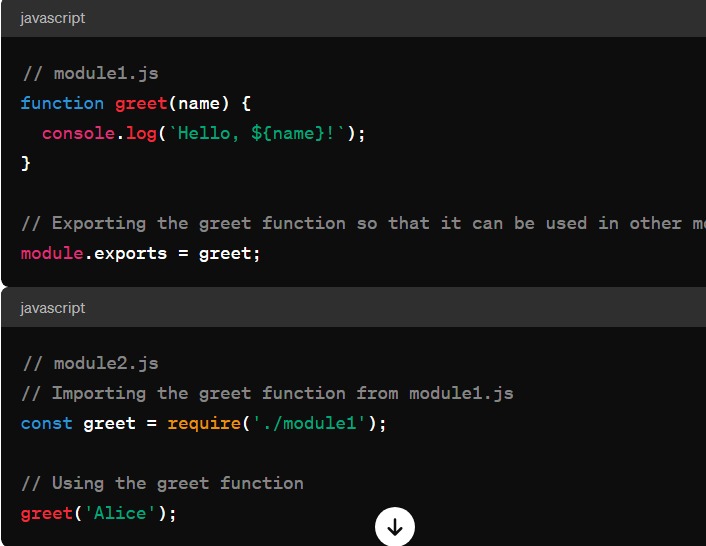 javascript
// module1.js
function greet(name) {
  console.log(`Hello, ${name}!`);
}
// Exporting the greet function so that it can be used in other
module.exports = greet;
javascript
// module2.js
// Importing the greet function from module1.js
const greet = require('./module1');
// Using the greet function
greet('Alice');